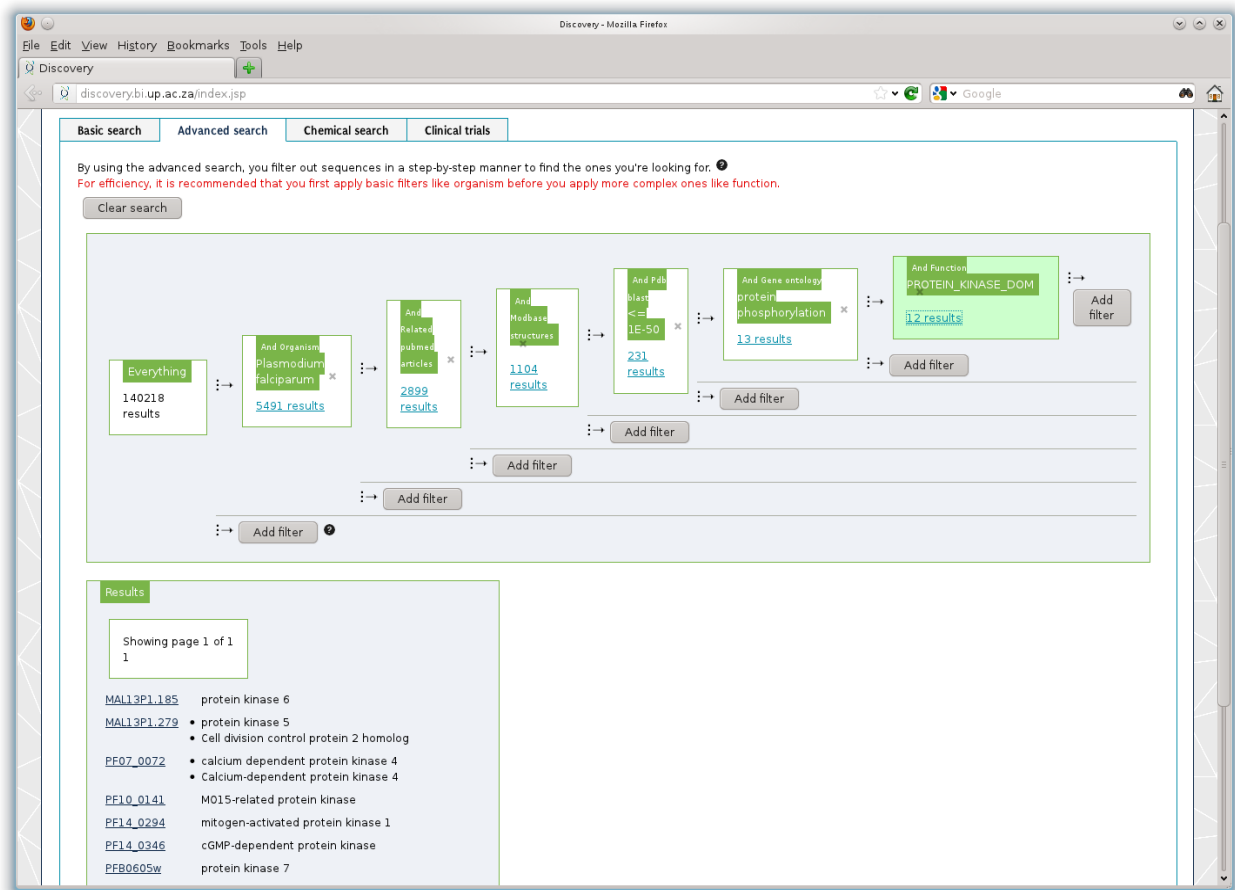 Discovery - Mozilla Firefox
File Edit View History Bookmarks Tools Help
Discovery
discovery.bi.up.ac.za/index.jsp
Google
Basic search
Advanced search
Chemical search
Clinical trials
By using the advanced search, you filter out sequences in a step-by-step manner to find the ones you're looking for. ?
For efficiency, it is recommended that you first apply basic filters like organism before you apply more complex ones like function.
Clear search
Everything
140218
results
And Organism
Plasmodium
falciparum
5491 results
And
Related
pubmed
articles
2899
results
And
Modbase
structures
1104
results
And Pdb
blast
<=
1E-50
231
results
And Gene ontology
protein
phosphorylation
13 results
And Function
PROTEIN_KINASE_DOM
12 results
Add
filter
Add filter
Add filter
Add filter
Add filter
Add filter
Add filter ?
Results
Showing page 1 of 1
1
MAL13P1.185 protein kinase 6
MAL13P1.279 • protein kinase 5
• Cell division control protein 2 homolog
PF07_0072 • calcium dependent protein kinase 4
• Calcium-dependent protein kinase 4
PF10_0141 MO15-related protein kinase
PF14_0294 mitogen-activated protein kinase 1
PF14_0346 cGMP-dependent protein kinase
PFB0605w protein kinase 7